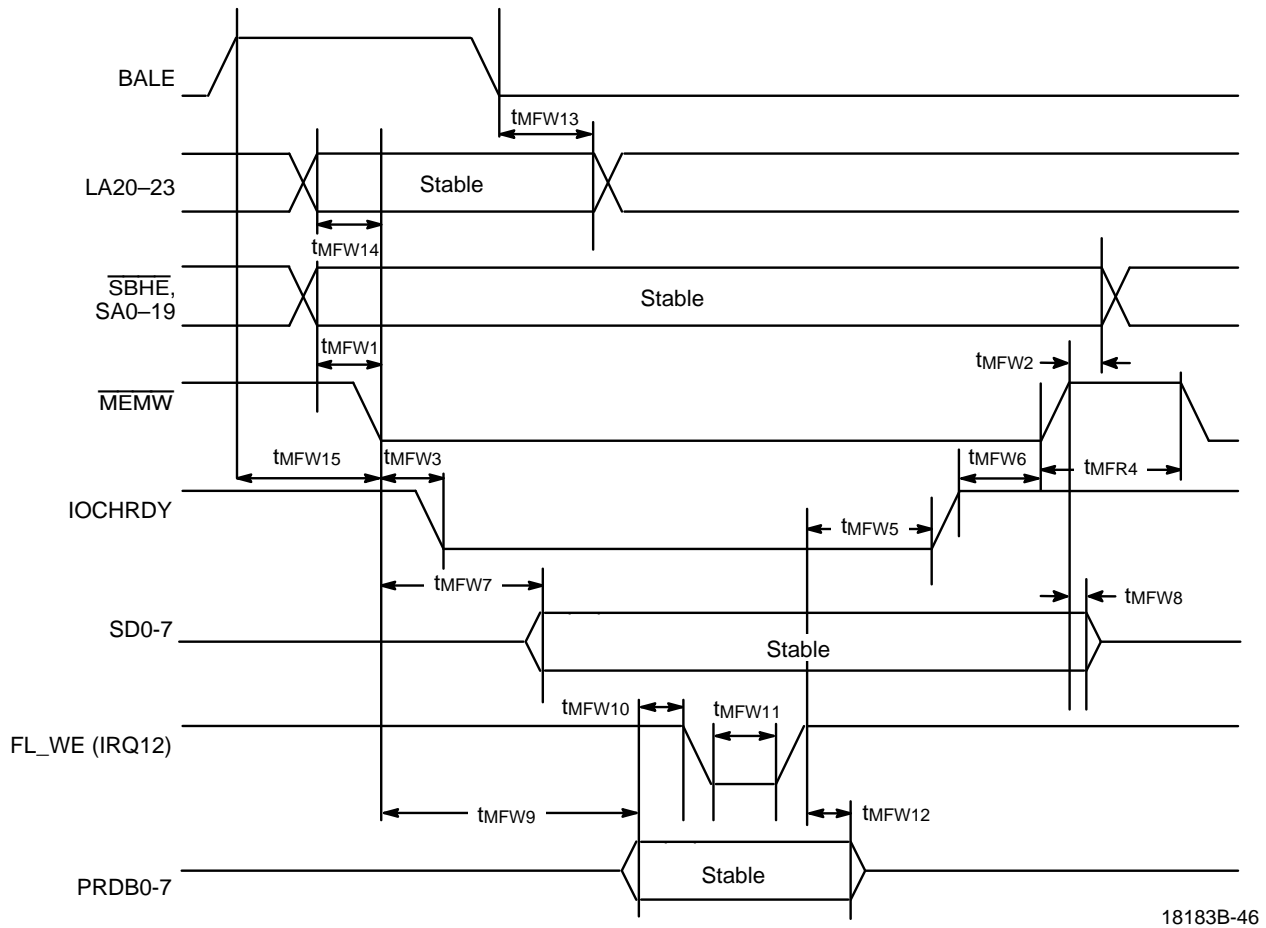 BALE
tMFW13
LA20–23
Stable
tMFW14
SBHE,
SA0–19
Stable
tMFW1
tMFW2
MEMW
tMFW15
tMFW3
tMFW6
tMFR4
IOCHRDY
tMFW5
tMFW7
tMFW8
SD0-7
Stable
tMFW10
tMFW11
FL_WE (IRQ12)
tMFW9
tMFW12
PRDB0-7
Stable
18183B-46